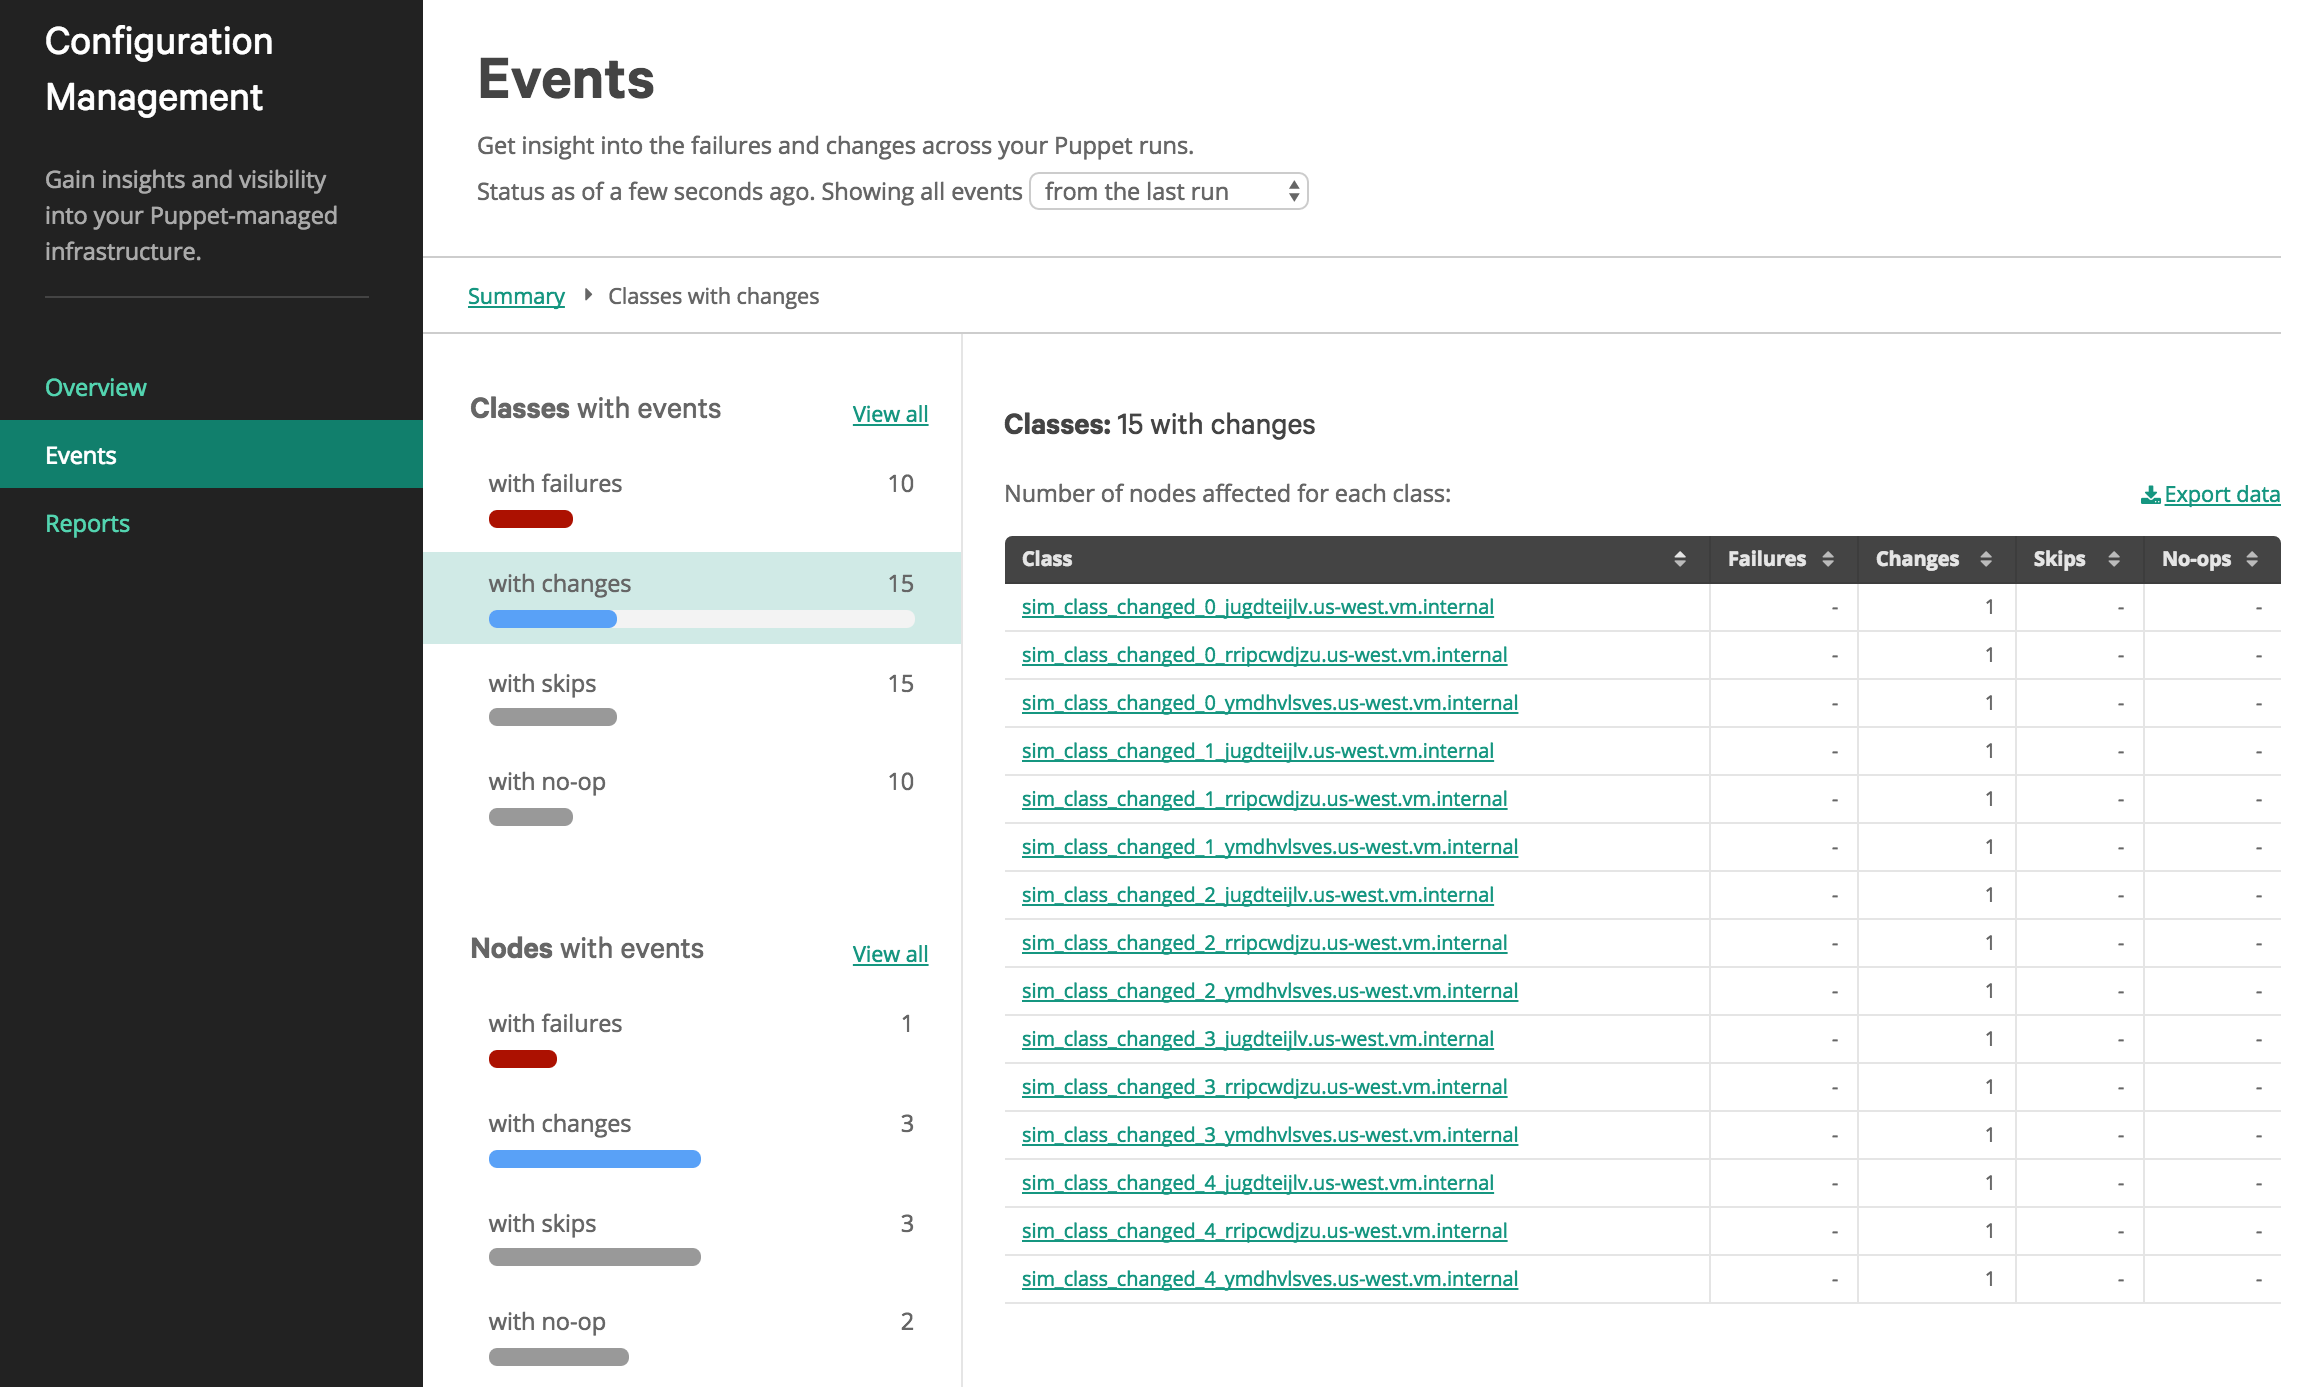 Configuration
Management
Gain insights and visibility
into your Puppet-managed
infrastructure.
Overview
Events
Reports
Events
Get insight into the failures and changes across your Puppet runs.
Status as of a few seconds ago. Showing all events from the last run
Summary Classes with changes
Classes with events View all
with failures 10
with changes 15
with skips 15
with no-op 10
Nodes with events View all
with failures 1
with changes 3
with skips 3
with no-op 2
Classes: 15 with changes
Number of nodes affected for each class: Export data
Class Failures Changes Skips No-ops
sim_class_changed_0_jugdteijlv.us-west.vm.internal - 1 - -
sim_class_changed_0_rripcwdjzu.us-west.vm.internal - 1 - -
sim_class_changed_0_ymdhvlsves.us-west.vm.internal - 1 - -
sim_class_changed_1_jugdteijlv.us-west.vm.internal - 1 - -
sim_class_changed_1_rripcwdjzu.us-west.vm.internal - 1 - -
sim_class_changed_1_ymdhvlsves.us-west.vm.internal - 1 - -
sim_class_changed_2_jugdteijlv.us-west.vm.internal - 1 - -
sim_class_changed_2_rripcwdjzu.us-west.vm.internal - 1 - -
sim_class_changed_2_ymdhvlsves.us-west.vm.internal - 1 - -
sim_class_changed_3_jugdteijlv.us-west.vm.internal - 1 - -
sim_class_changed_3_rripcwdjzu.us-west.vm.internal - 1 - -
sim_class_changed_3_ymdhvlsves.us-west.vm.internal - 1 - -
sim_class_changed_4_jugdteijlv.us-west.vm.internal - 1 - -
sim_class_changed_4_rripcwdjzu.us-west.vm.internal - 1 - -
sim_class_changed_4_ymdhvlsves.us-west.vm.internal - 1 - -